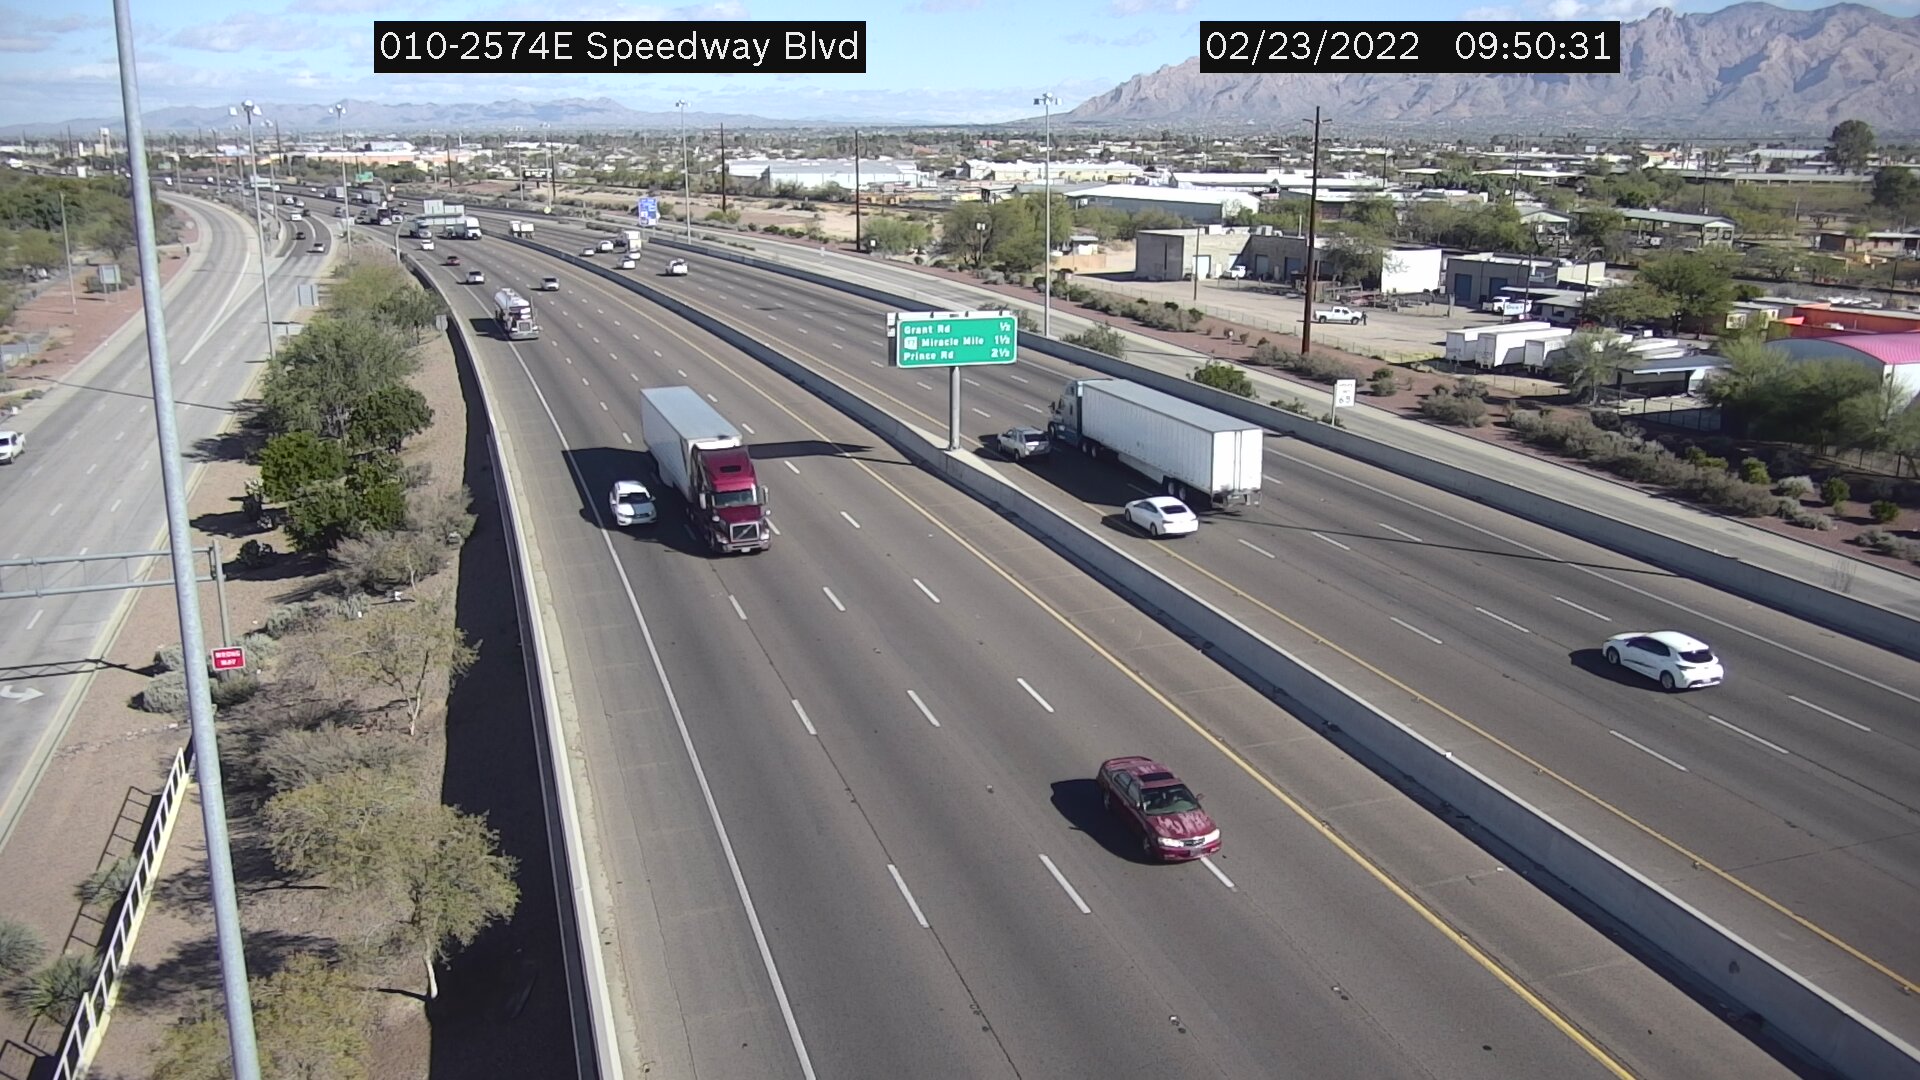 010-2574E Speedway Blvd
02/23/2022 09:50:31
Grant Rd ½
Miracle Mile 1½
Prince Rd 2½
WRONG
WAY